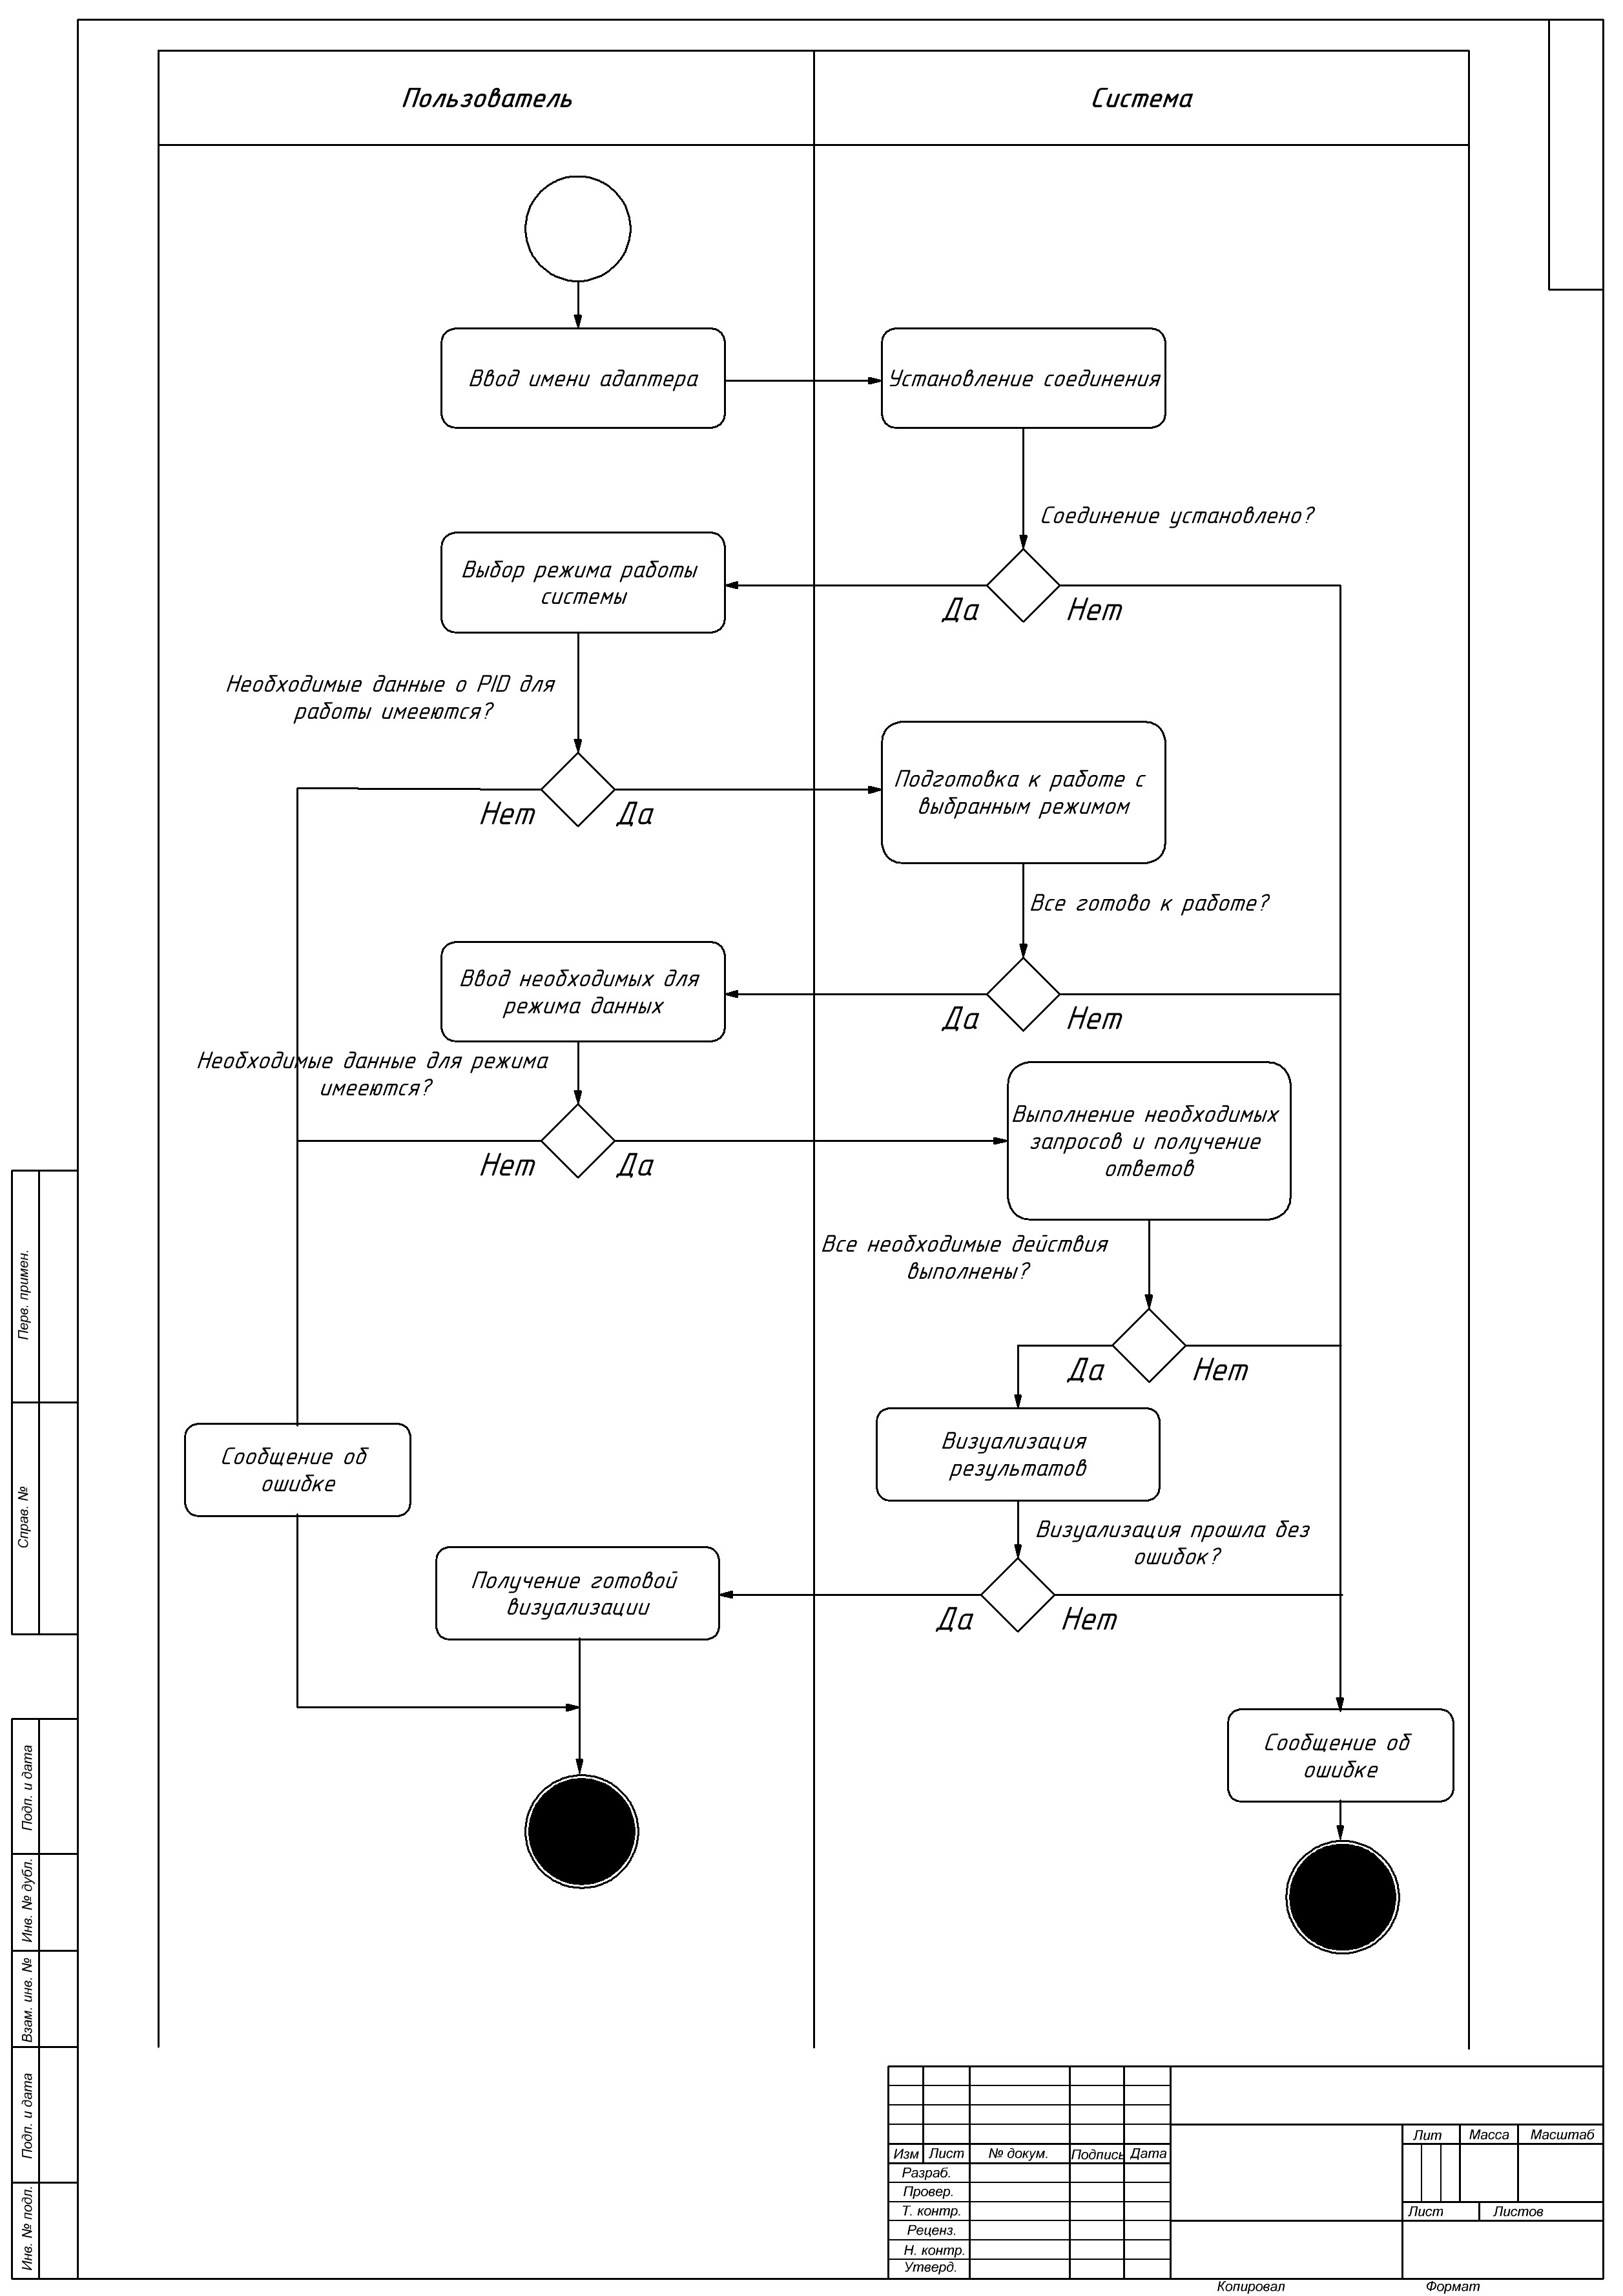 Пользователь
Система
Ввод имени адаптера
Установление соединения
Соединение установлено?
Выбор режима работы
системы
Да
Нет
Необходимые данные о PID для
работы имееются?
Нет
Да
Подготовка к работе с
выбранным режимом
Все готово к работе?
Ввод необходимых для
режима данных
Да
Нет
Необходимые данные для режима
имееются?
Нет
Да
Выполнение необходимых
запросов и получение
ответов
Все необходимые действия
выполнены?
Да
Нет
Визуализация
результатов
Сообщение об
ошибке
Визуализация прошла без
ошибок?
Получение готовой
визуализации
Да
Нет
Сообщение об
ошибке
Перв. примен.
Справ. №
Подп. и дата
Инв. № дубл.
Взам. инв. №
Подп. и дата
Инв. № подл.
Изм Лист № докум. Подпись Дата
Разраб.
Провер.
Т. контр.
Реценз.
Н. контр.
Утверд.
Лит Масса Масштаб
Лист Листов
Копировал Формат